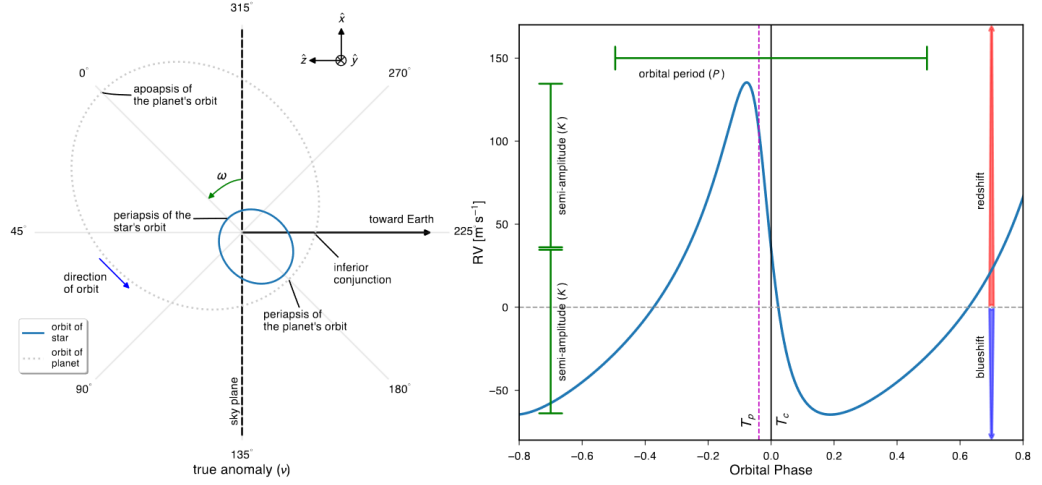 315°
x̂
ẑ
ŷ
0°
270°
apoapsis of
the planet's orbit
ω
periapsis of the
star's orbit
toward Earth
45°
225
inferior
conjunction
direction
of orbit
periapsis of
the planet's orbit
orbit of
star
orbit of
planet
90°
180°
sky plane
135°
true anomaly (ν)
RV [m s⁻¹]
150
100
50
0
−50
orbital period (P)
semi-amplitude (K)
semi-amplitude (K)
redshift
blueshift
Tp
Tc
−0.8
−0.6
−0.4
−0.2
0.0
0.2
0.4
0.6
0.8
Orbital Phase